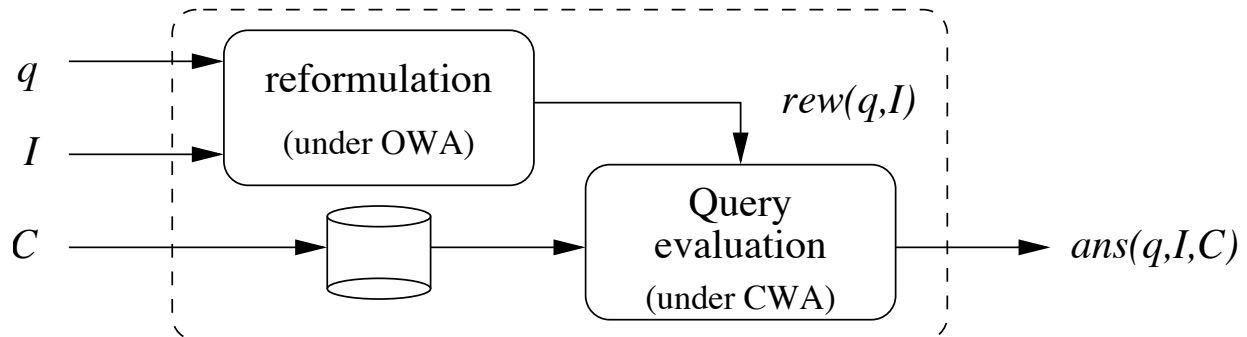 q
I
C
reformulation
(under OWA)
rew(q,I)
Query
evaluation
(under CWA)
ans(q,I,C)